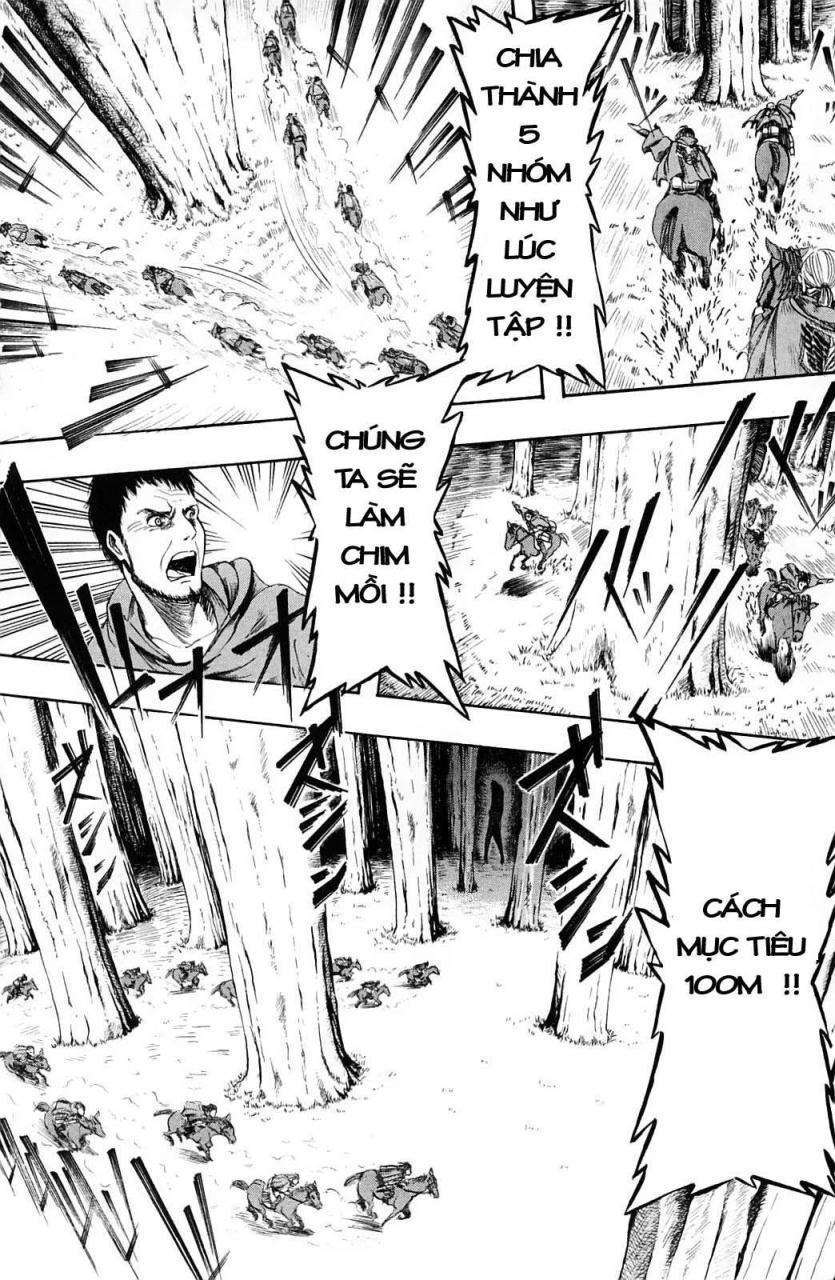 CHIA
THÀNH
5
NHÓM
NHƯ
LÚC
LUYỆN
TẬP !!
CHÚNG
TA SẼ
LÀM
CHIM
MỒI !!
CÁCH
MỤC TIÊU
100M !!